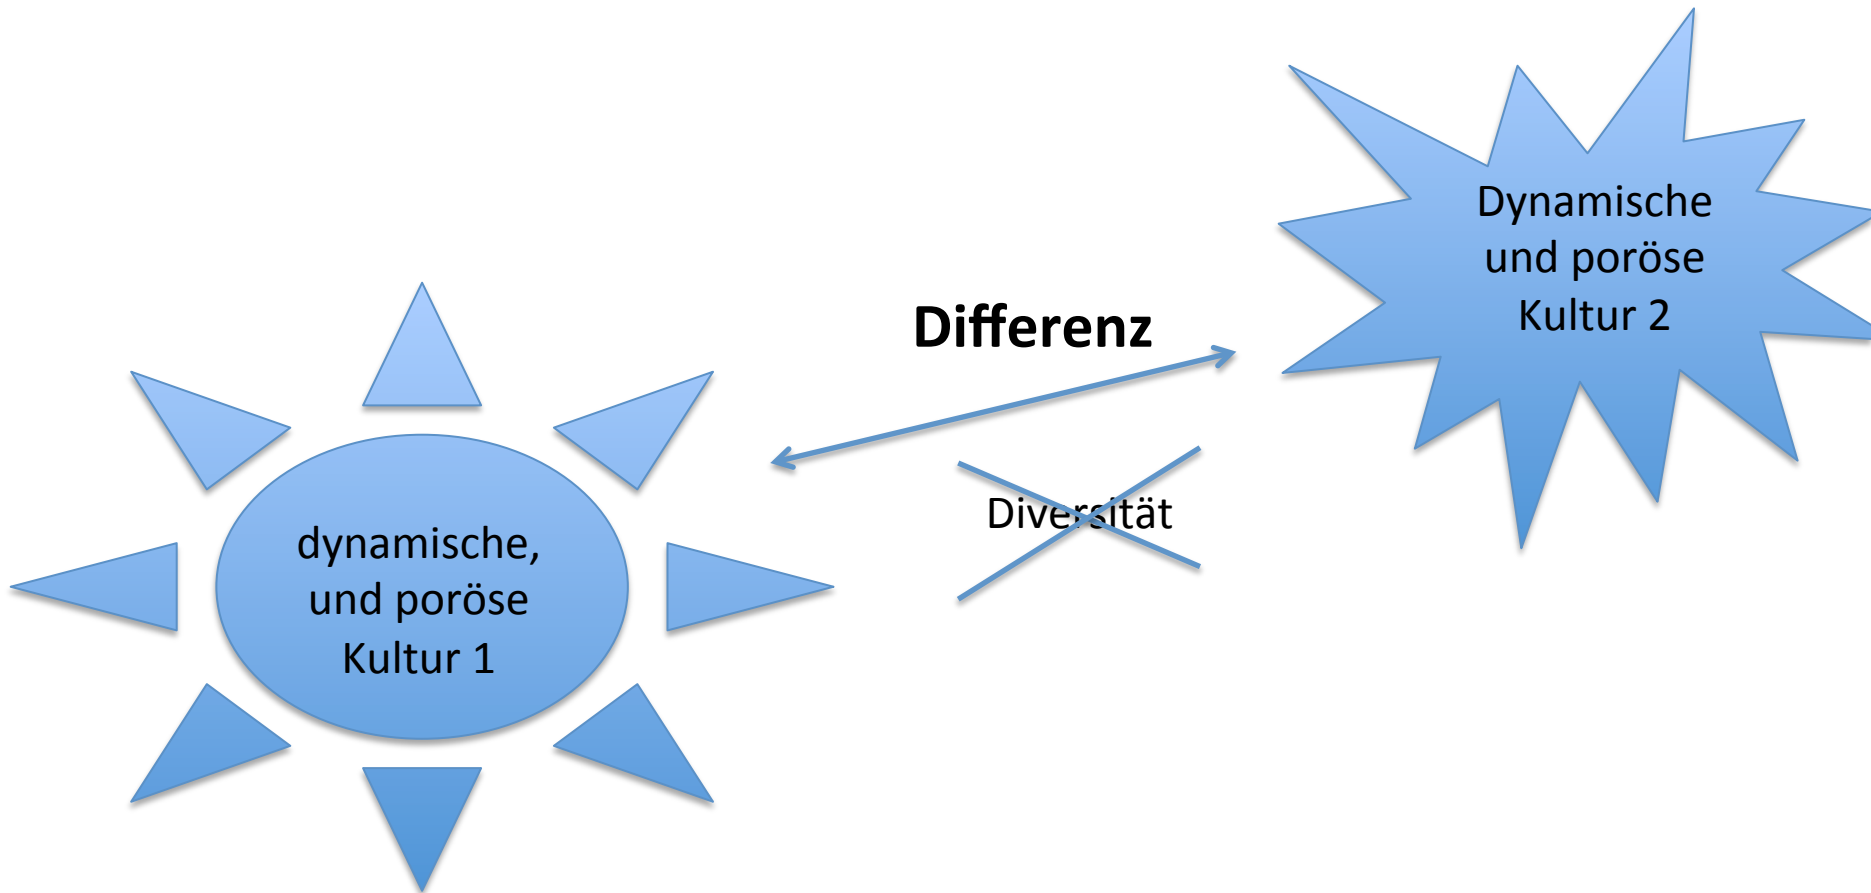 Dynamische
und poröse
Kultur 2
Differenz
Diversität
dynamische,
und poröse
Kultur 1